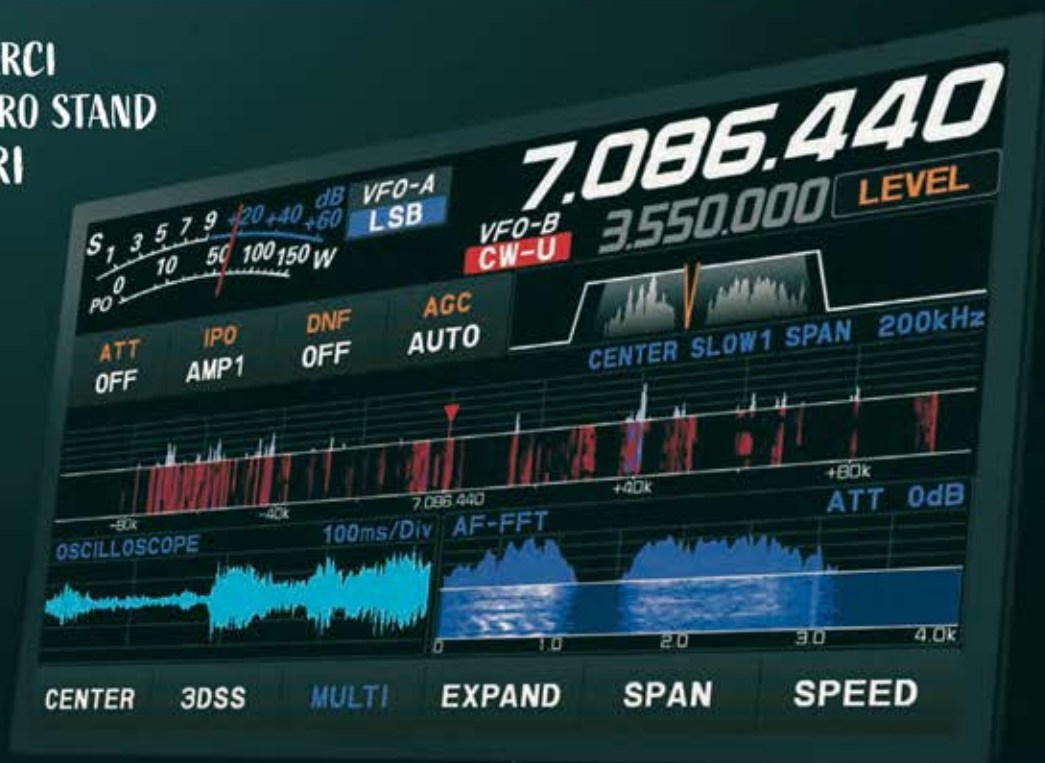 RCI
RO STAND
RI
7.086.440
VFO-A
LSB
VFO-B
CW-U
3.550.000
LEVEL
S 1 3 5 7 9 +20 +40 +60 dB
PO 0 10 50 100 150 W
ATT
OFF
IPO
AMP1
DNF
OFF
AGC
AUTO
CENTER SLOW1 SPAN 200kHz
-80k -40k 7.086.440 +40k +80k
OSCILLOSCOPE 100ms/Div
AF-FFT ATT 0dB
0 1.0 2.0 3.0 4.0k
CENTER 3DSS MULTI EXPAND SPAN SPEED